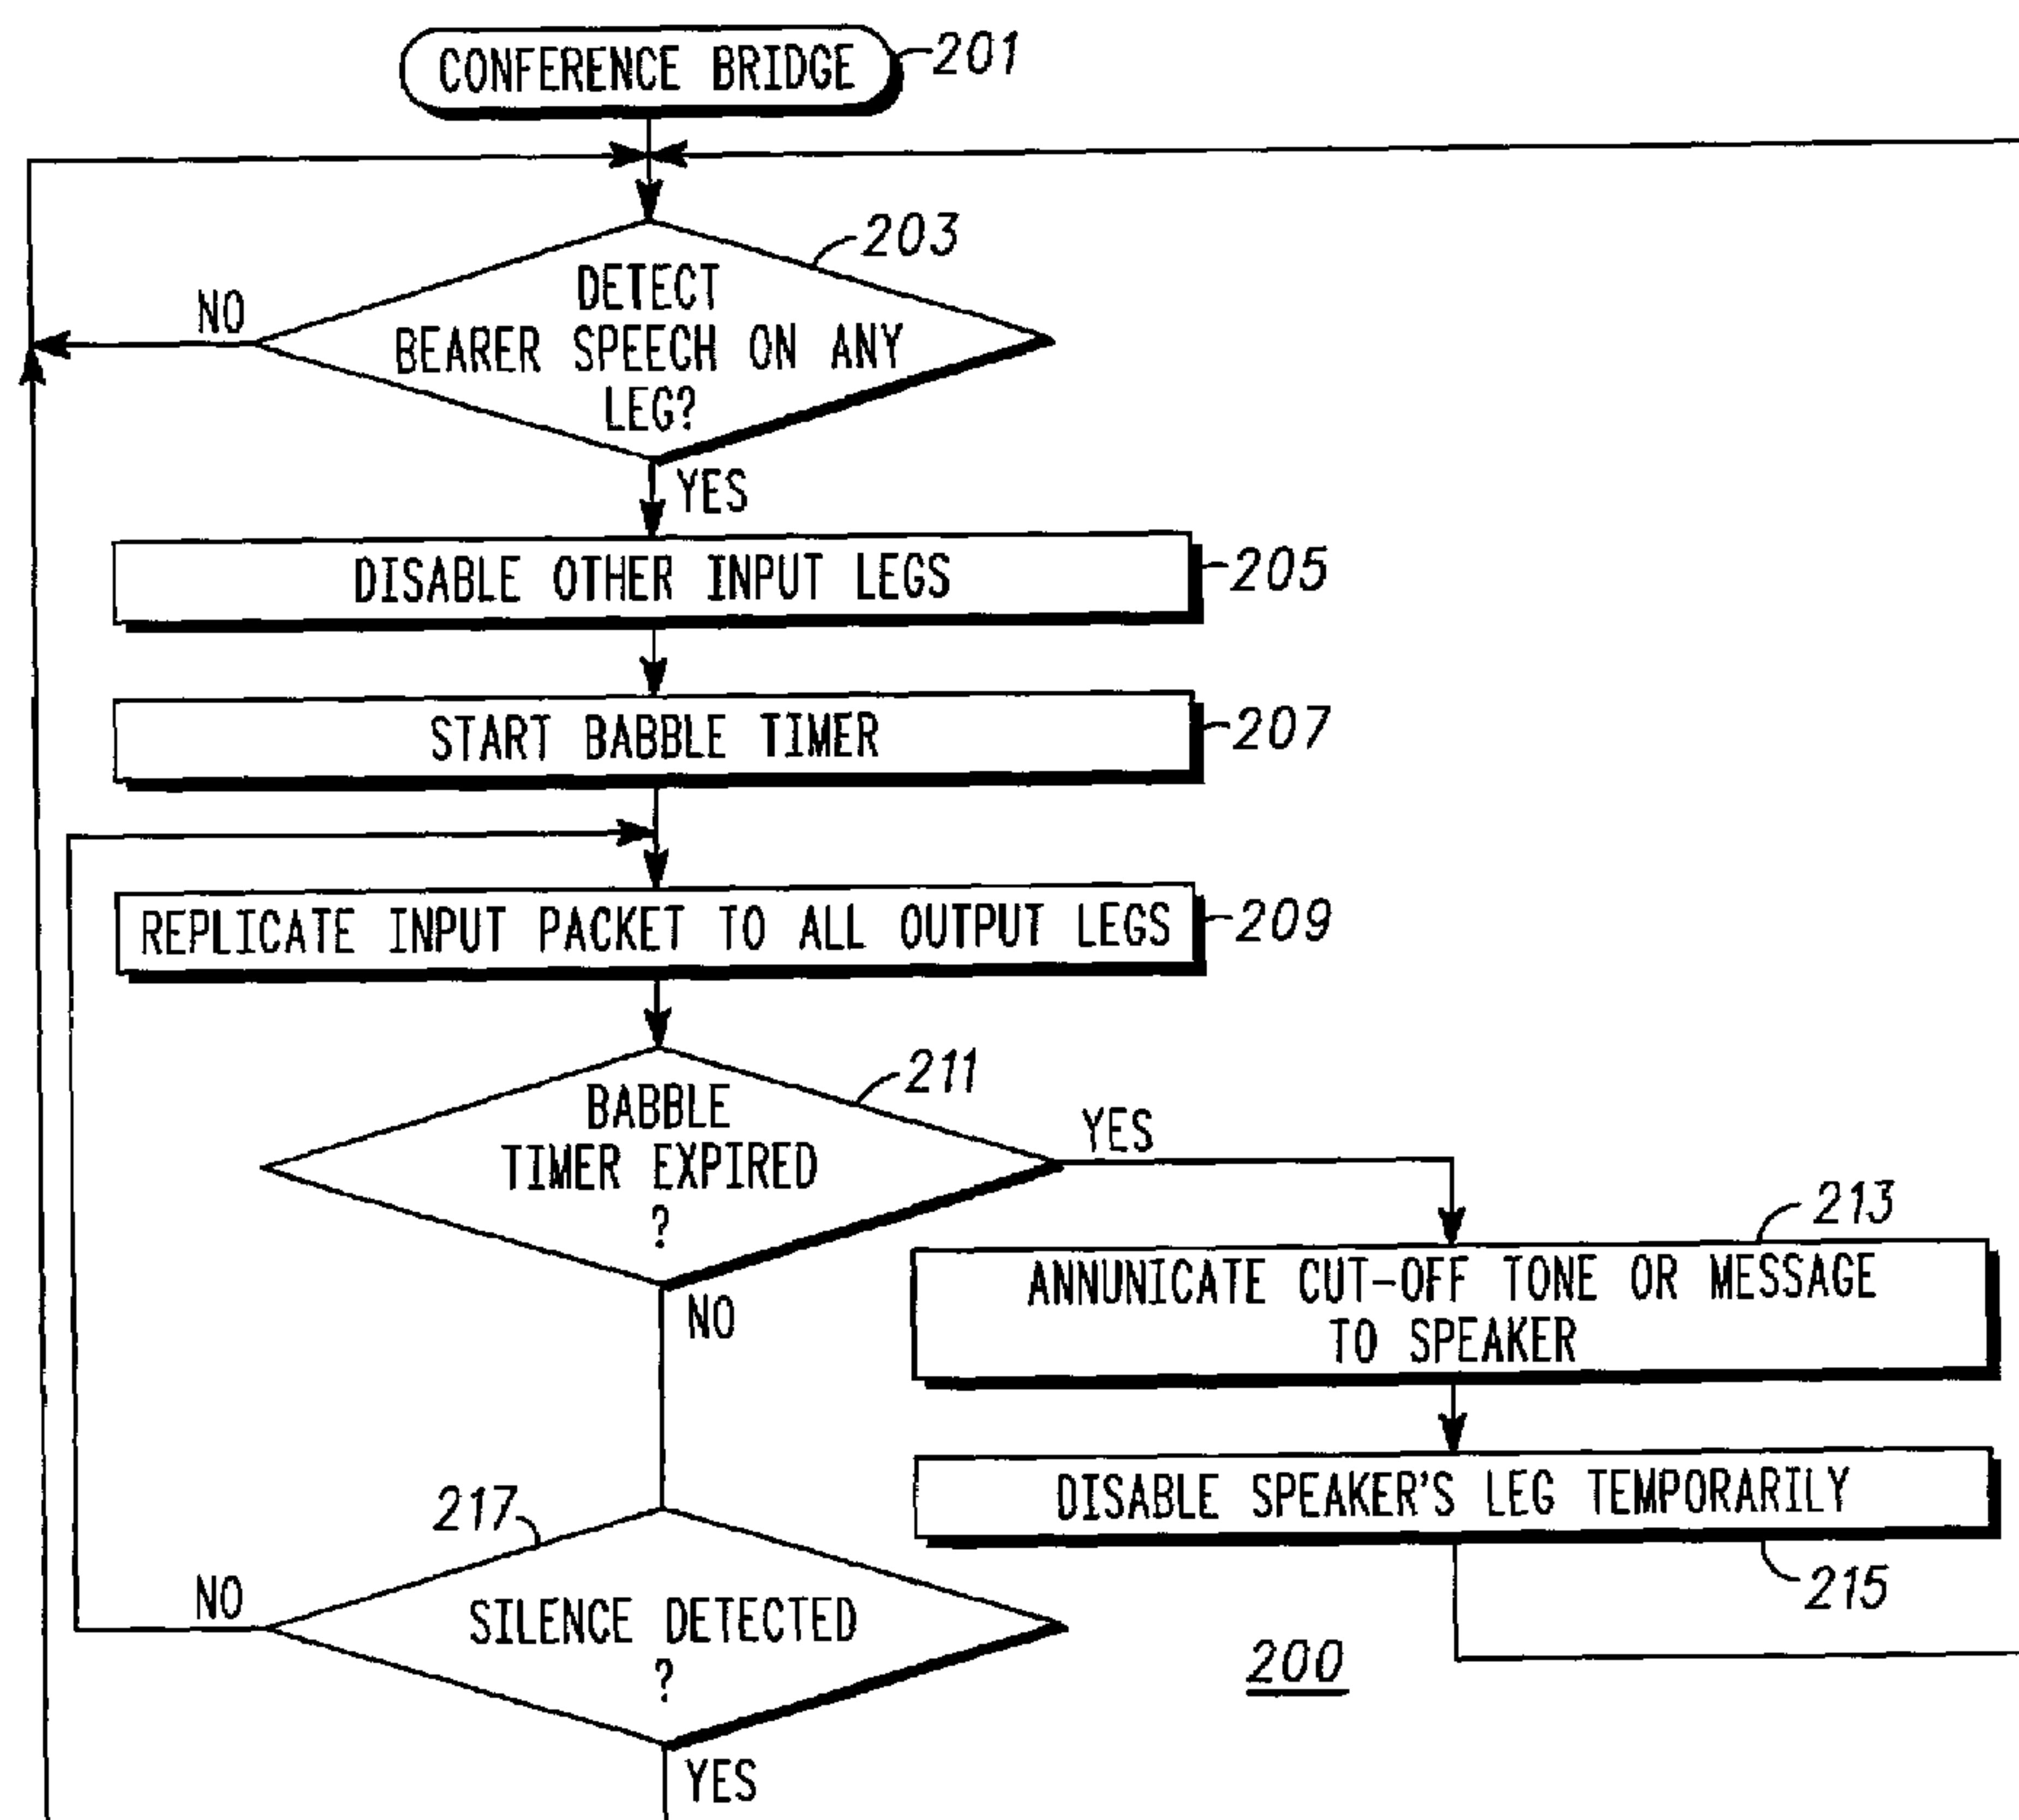 CONFERENCE BRIDGE
201
203
DETECT
BEARER SPEECH ON ANY
LEG?
NO
YES
DISABLE OTHER INPUT LEGS
205
START BABBLE TIMER
207
REPLICATE INPUT PACKET TO ALL OUTPUT LEGS
209
211
BABBLE
TIMER EXPIRED
?
YES
NO
213
ANNUNICATE CUT-OFF TONE OR MESSAGE
TO SPEAKER
DISABLE SPEAKER'S LEG TEMPORARILY
215
217
SILENCE DETECTED
?
NO
YES
200